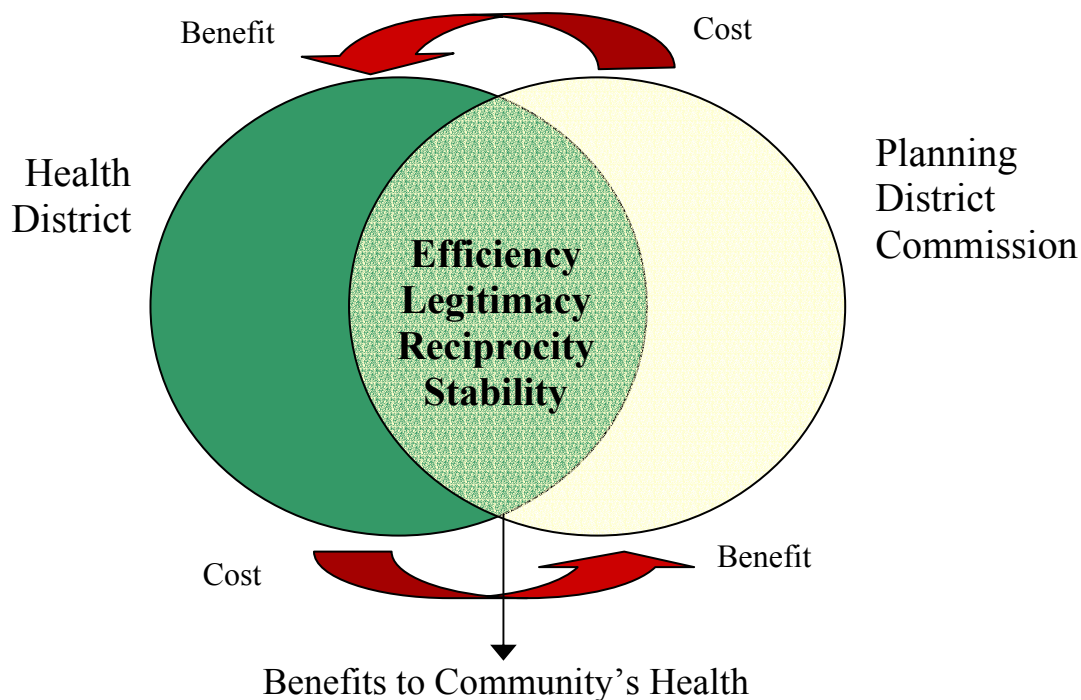 Benefit
Cost
Health
District
Planning
District
Commission
Efficiency
Legitimacy
Reciprocity
Stability
Cost
Benefit
Benefits to Community’s Health